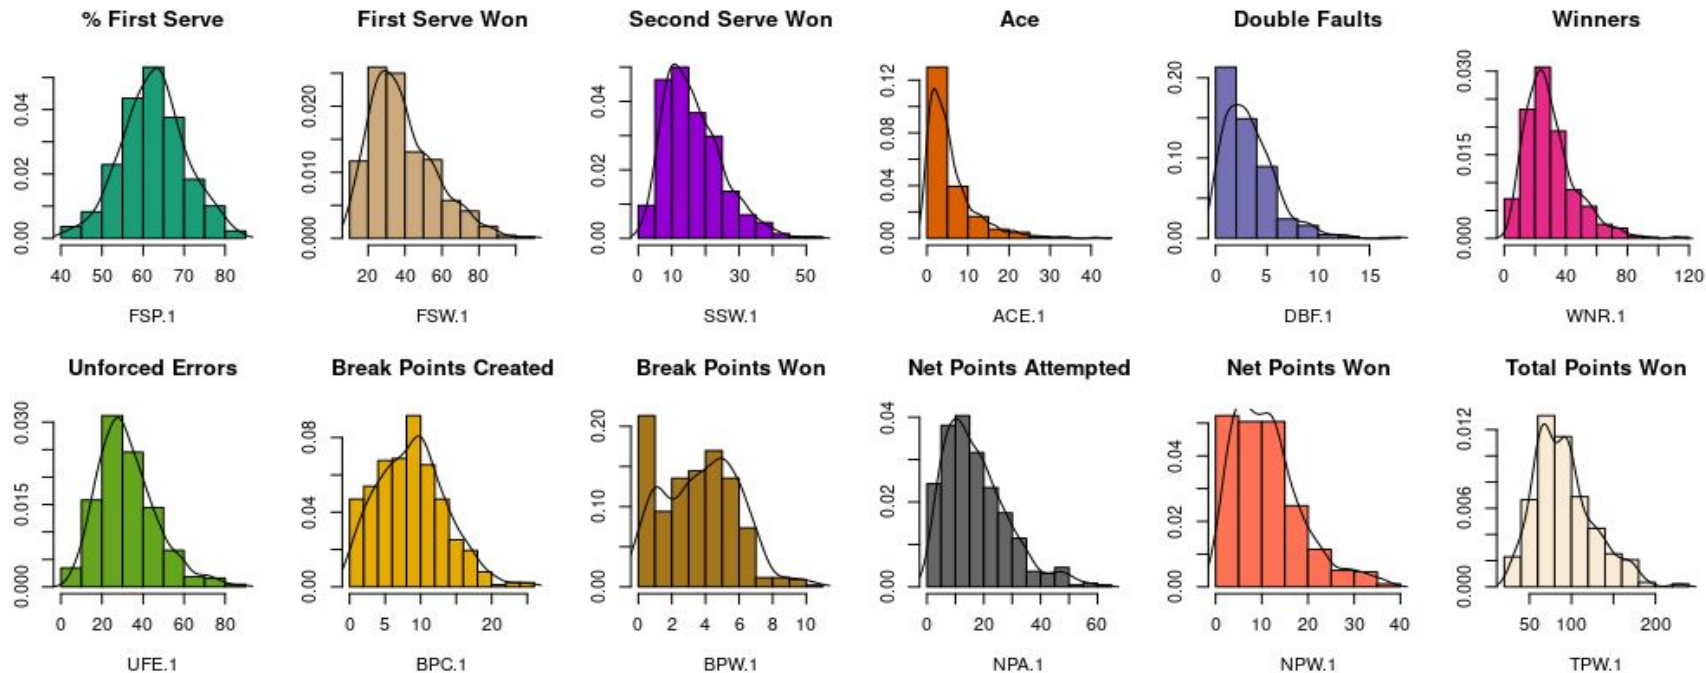 % First Serve
0.00 0.02 0.04
40 50 60 70 80
FSP.1
First Serve Won
0.000 0.010 0.020
20 40 60 80
FSW.1
Second Serve Won
0.00 0.02 0.04
0 10 30 50
SSW.1
Ace
0.00 0.04 0.08 0.12
0 10 20 30 40
ACE.1
Double Faults
0.00 0.10 0.20
0 5 10 15
DBF.1
Winners
0.000 0.015 0.030
0 40 80 120
WNR.1
Unforced Errors
0.000 0.015 0.030
0 20 40 60 80
UFE.1
Break Points Created
0.00 0.04 0.08
0 5 10 20
BPC.1
Break Points Won
0.00 0.10 0.20
0 2 4 6 8 10
BPW.1
Net Points Attempted
0.00 0.02 0.04
0 20 40 60
NPA.1
Net Points Won
0.00 0.02 0.04
0 10 20 30 40
NPW.1
Total Points Won
0.000 0.006 0.012
50 100 200
TPW.1